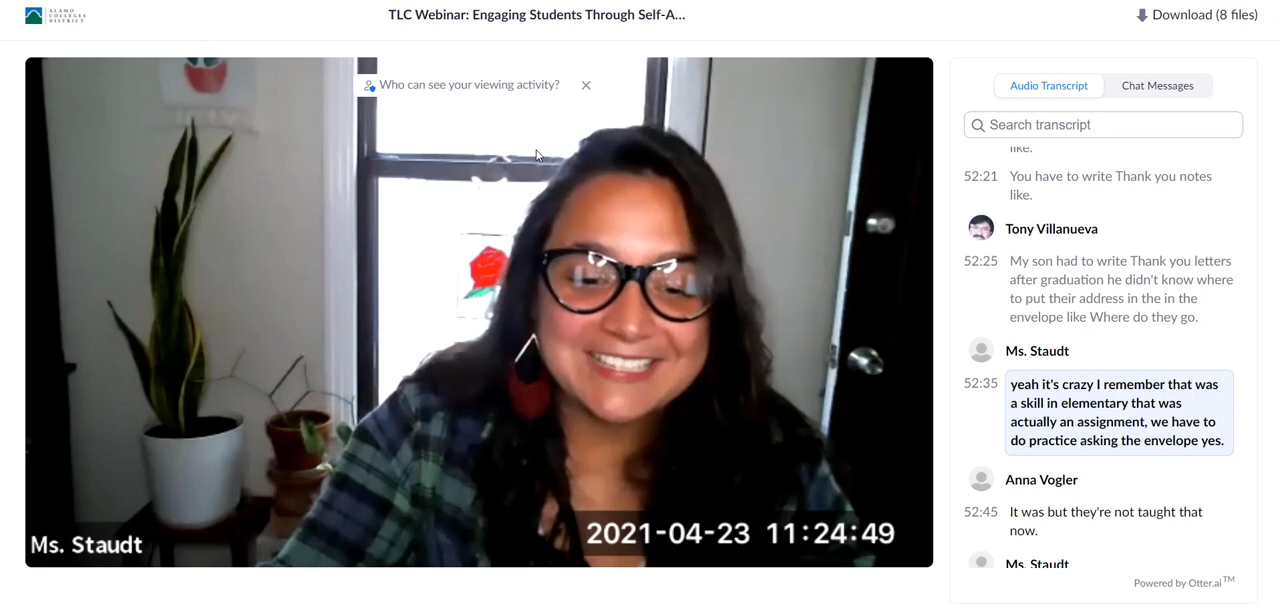 ALAMO
COLLEGES
DISTRICT
TLC Webinar: Engaging Students Through Self-A...
Download (8 files)
Who can see your viewing activity?
Ms. Staudt
2021-04-23 11:24:49
Audio Transcript
Chat Messages
Search transcript
like.
52:21
You have to write Thank you notes
like.
Tony Villanueva
52:25
My son had to write Thank you letters
after graduation he didn't know where
to put their address in the in the
envelope like Where do they go.
Ms. Staudt
52:35
yeah it's crazy I remember that was
a skill in elementary that was
actually an assignment, we have to
do practice asking the envelope yes.
Anna Vogler
52:45
It was but they're not taught that
now.
Ms. Staudt
Powered by Otter.ai™